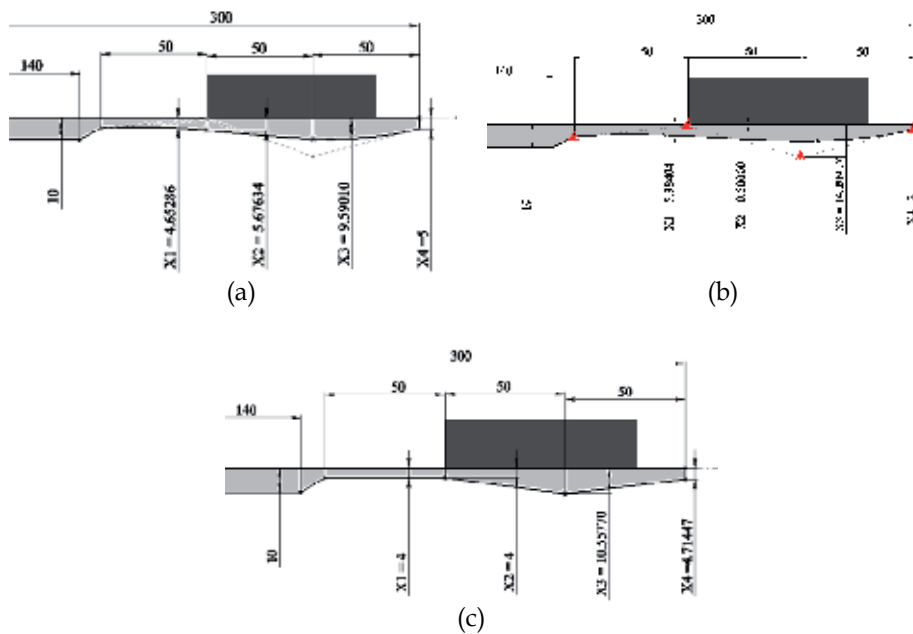 300
50
50
50
140
10
X1 = 4.65286
X2 = 5.67634
X3 = 9.59010
X4 = 5
(a)
300
50
50
50
140
(b)
300
50
50
50
140
10
X1 = 4
X2 = 4
X3 = 10.55770
X4 = 4.71447
(c)